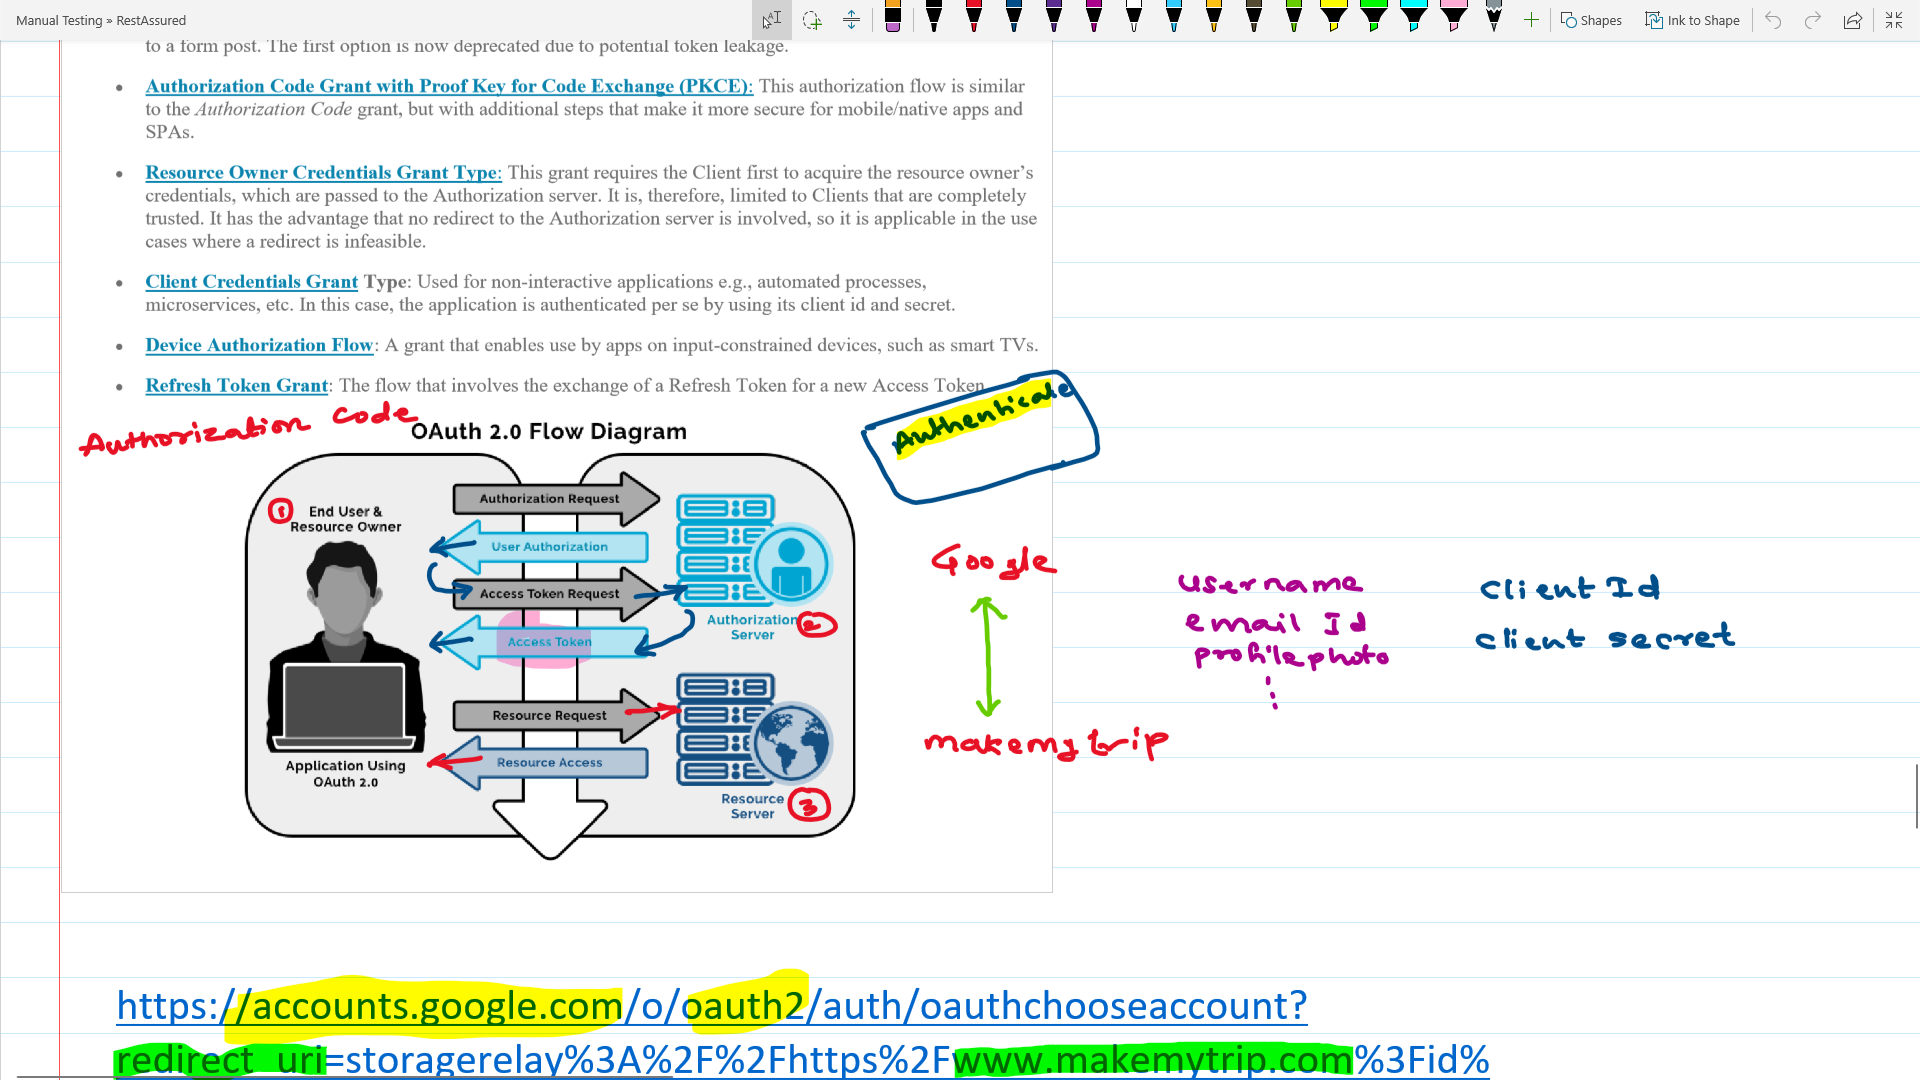 Manual Testing » RestAssured
Shapes
Ink to Shape
to a form post. The first option is now deprecated due to potential token leakage.
Authorization Code Grant with Proof Key for Code Exchange (PKCE): This authorization flow is similar
to the Authorization Code grant, but with additional steps that make it more secure for mobile/native apps and
SPAs.
Resource Owner Credentials Grant Type: This grant requires the Client first to acquire the resource owner’s
credentials, which are passed to the Authorization server. It is, therefore, limited to Clients that are completely
trusted. It has the advantage that no redirect to the Authorization server is involved, so it is applicable in the use
cases where a redirect is infeasible.
Client Credentials Grant Type: Used for non-interactive applications e.g., automated processes,
microservices, etc. In this case, the application is authenticated per se by using its client id and secret.
Device Authorization Flow: A grant that enables use by apps on input-constrained devices, such as smart TVs.
Refresh Token Grant: The flow that involves the exchange of a Refresh Token for a new Access Token
Authorization Code
OAuth 2.0 Flow Diagram
Authenticate
1
End User &
Resource Owner
Authorization Request
User Authorization
Access Token Request
Access Token
Authorization 2
Server
Resource Request
Resource Access
Resource 3
Server
Application Using
OAuth 2.0
Google
makemytrip
username
email Id
profilephoto
client Id
client secret
https://accounts.google.com/o/oauth2/auth/oauthchooseaccount?
redirect_uri=storagerelay%3A%2F%2Fhttps%2Fwww.makemytrip.com%3Fid%